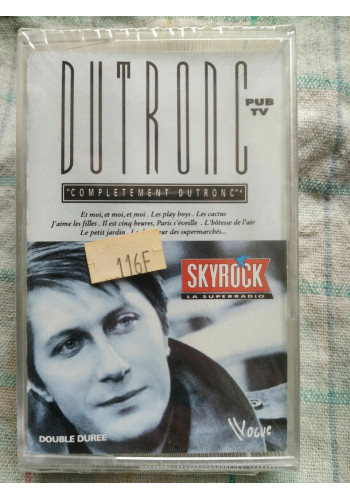 DUTRONC
PUB
TV
"COMPLETEMENT DUTRONC"
Et moi, et moi, et moi . Les play boys . Les cactus
J'aime les filles . Il est cinq heures, Paris s'éveille . L'hôtesse de l'air
Le petit jardin . des supermarchés...
116F
SKYROCK
LA SUPERRADIO
DOUBLE DUREE
Vogue